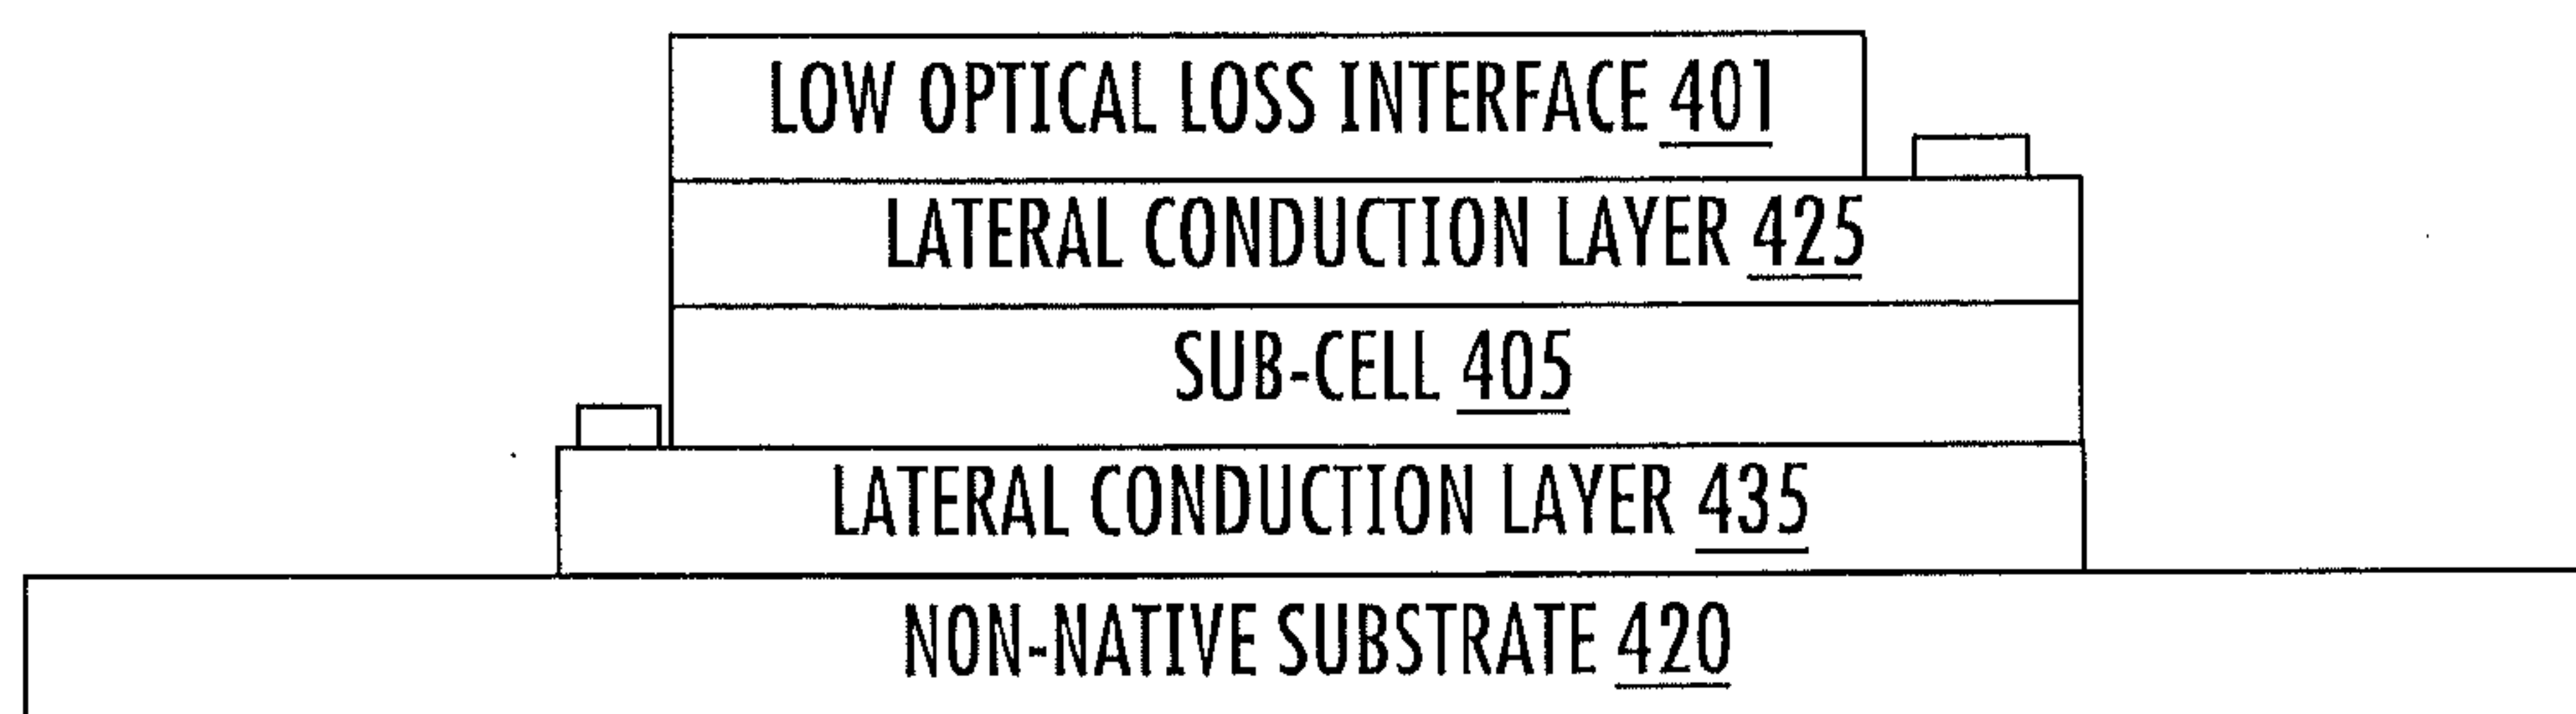 LOW OPTICAL LOSS INTERFACE 401
LATERAL CONDUCTION LAYER 425
SUB-CELL 405
LATERAL CONDUCTION LAYER 435
NON-NATIVE SUBSTRATE 420